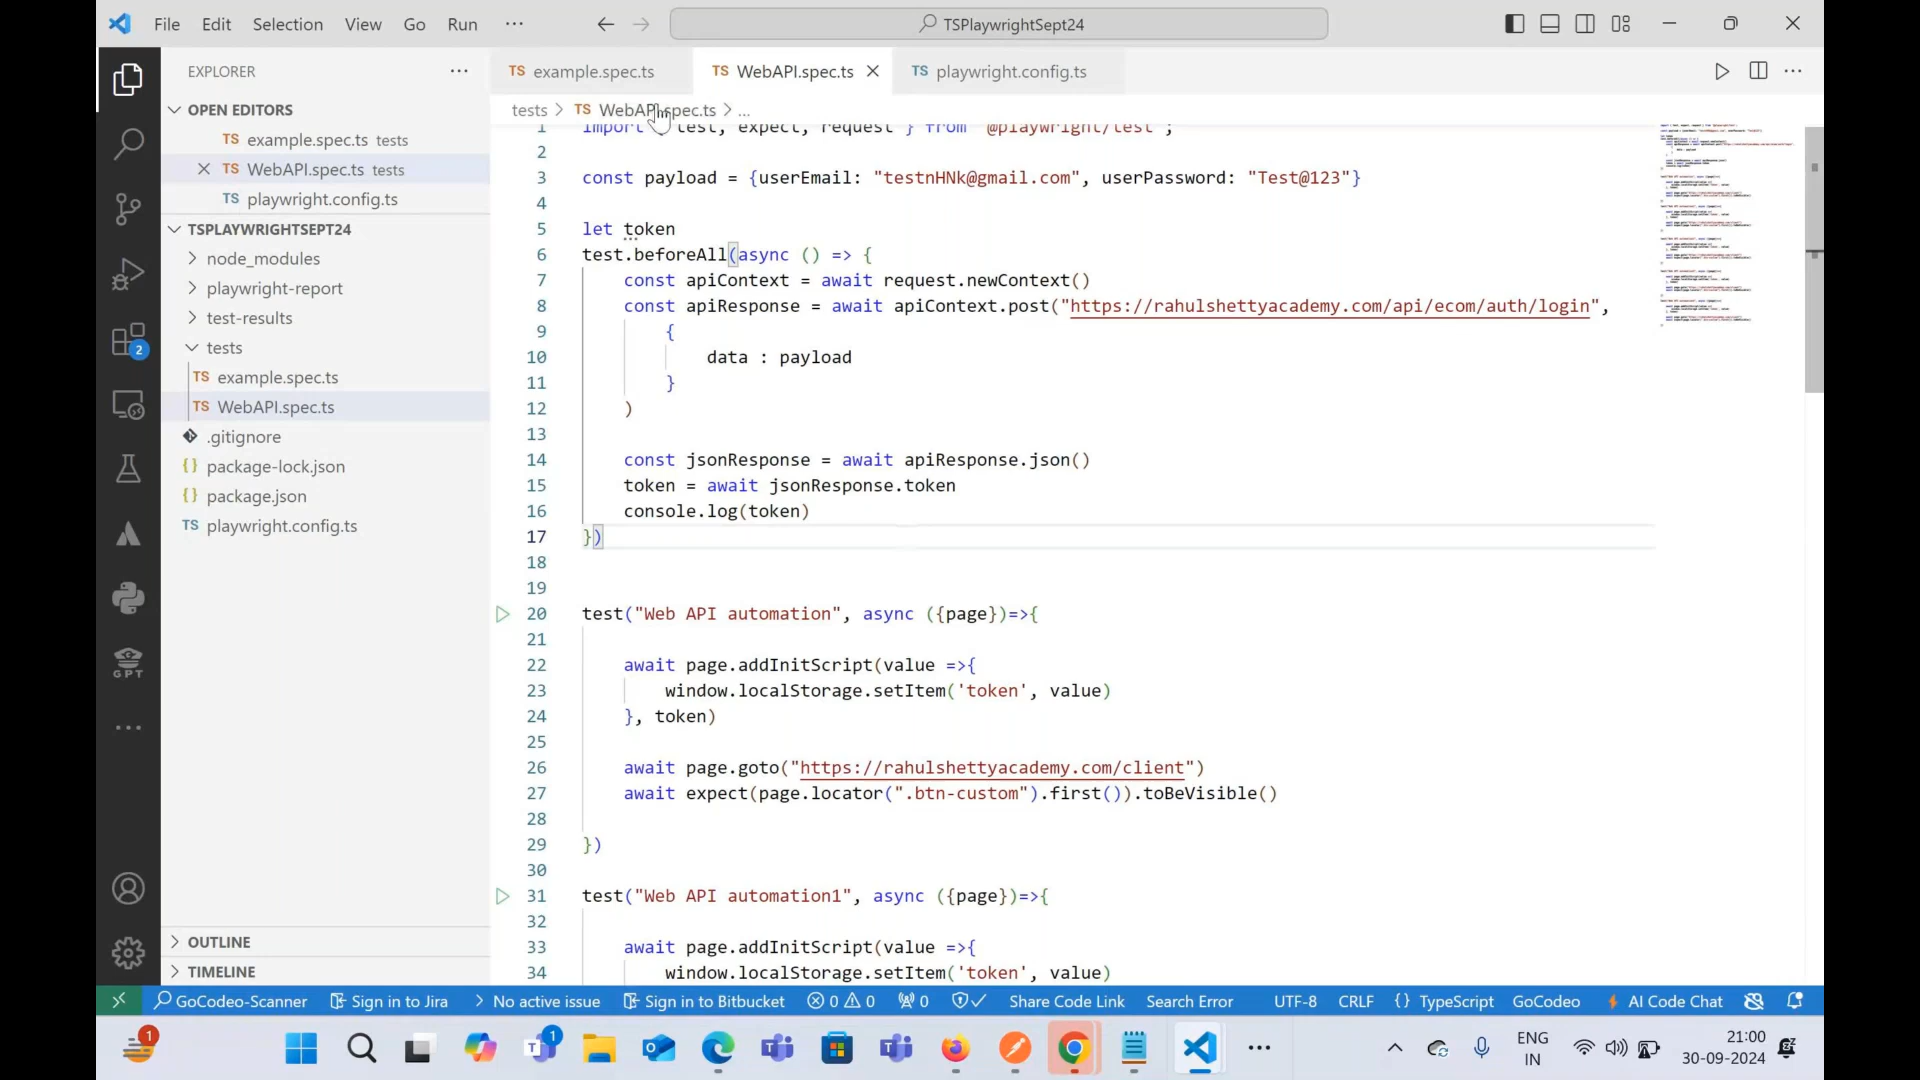 File Edit Selection View Go Run ··· TSPlaywrightSept24
EXPLORER ···
OPEN EDITORS
TS example.spec.ts tests
TS WebAPI.spec.ts tests
TS playwright.config.ts
TSPLAYWRIGHTSEPT24
node_modules
playwright-report
test-results
tests
TS example.spec.ts
TS WebAPI.spec.ts
.gitignore
{} package-lock.json
{} package.json
TS playwright.config.ts
OUTLINE
TIMELINE
2
GPT
TS example.spec.ts TS WebAPI.spec.ts TS playwright.config.ts
tests > TS WebAPI.spec.ts > ...
1 import { test, expect, request } from '@playwright/test';
2
3 const payload = {userEmail: "testnHNk@gmail.com", userPassword: "Test@123"}
4
5 let token
6 test.beforeAll(async () => {
7 const apiContext = await request.newContext()
8 const apiResponse = await apiContext.post("https://rahulshettyacademy.com/api/ecom/auth/login",
9 {
10 data : payload
11 }
12 )
13
14 const jsonResponse = await apiResponse.json()
15 token = await jsonResponse.token
16 console.log(token)
17 })
18
19
20 test("Web API automation", async ({page})=>{
21
22 await page.addInitScript(value =>{
23 window.localStorage.setItem('token', value)
24 }, token)
25
26 await page.goto("https://rahulshettyacademy.com/client")
27 await expect(page.locator(".btn-custom").first()).toBeVisible()
28
29 })
30
31 test("Web API automation1", async ({page})=>{
32
33 await page.addInitScript(value =>{
34 window.localStorage.setItem('token', value)
GoCodeo-Scanner Sign in to Jira > No active issue Sign in to Bitbucket 0 0 0 Share Code Link Search Error UTF-8 CRLF {} TypeScript GoCodeo AI Code Chat
1 1 ENG IN 21:00 30-09-2024